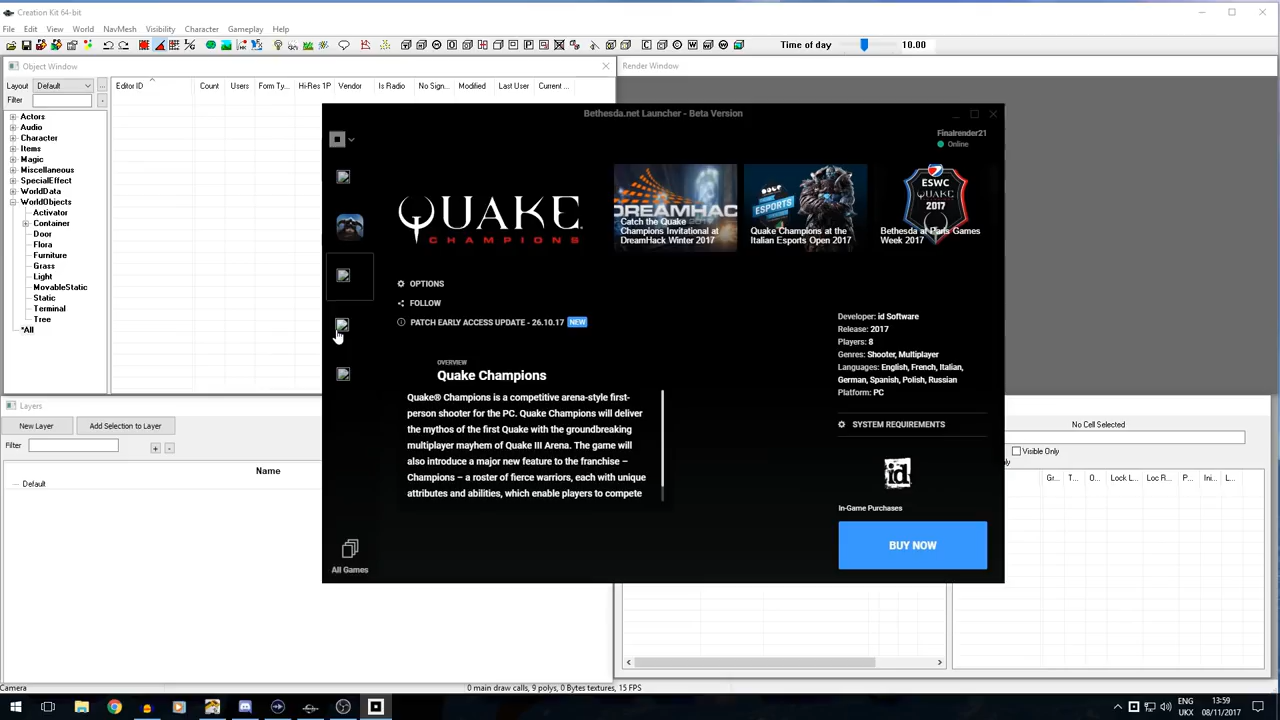 Creation Kit 64-bit
File Edit View World NavMesh Visibility Character Gameplay Help
Time of day 10.00
Object Window
Render Window
Layout Default ...
Editor ID Count Users Form Ty... Hi-Res 1P Vendor Is Radio No Sign... Modified Last User Current ...
Filter
Actors
Audio
Character
Items
Magic
Miscellaneous
SpecialEffect
WorldData
WorldObjects
Activator
Container
Door
Flora
Furniture
Grass
Light
MovableStatic
Static
Terminal
Tree
*All
Bethesda.net Launcher - Beta Version
Finalrender21
Online
QUAKE
CHAMPIONS
DREAMHAC
Catch the Quake
Champions Invitational at
DreamHack Winter 2017
ESPORTS
Quake Champions at the
Italian Esports Open 2017
ESWC
QUAKE
2017
Bethesda at Paris Games
Week 2017
OPTIONS
FOLLOW
PATCH EARLY ACCESS UPDATE - 26.10.17 NEW
OVERVIEW
Quake Champions
Quake® Champions is a competitive arena-style first-
person shooter for the PC. Quake Champions will deliver
the mythos of the first Quake with the groundbreaking
multiplayer mayhem of Quake III Arena. The game will
also introduce a major new feature to the franchise –
Champions – a roster of fierce warriors, each with unique
attributes and abilities, which enable players to compete
Developer: id Software
Release: 2017
Players: 8
Genres: Shooter, Multiplayer
Languages: English, French, Italian,
German, Spanish, Polish, Russian
Platform: PC
SYSTEM REQUIREMENTS
id
In-Game Purchases
BUY NOW
All Games
Layers
New Layer Add Selection to Layer
Filter + -
Name
Default
No Cell Selected
Visible Only
Gr... T... O... Lock L... Loc R... P... Ini... L...
Camera
0 main draw calls, 9 polys, 0 Bytes textures, 15 FPS
ENG
UKX
13:59
08/11/2017